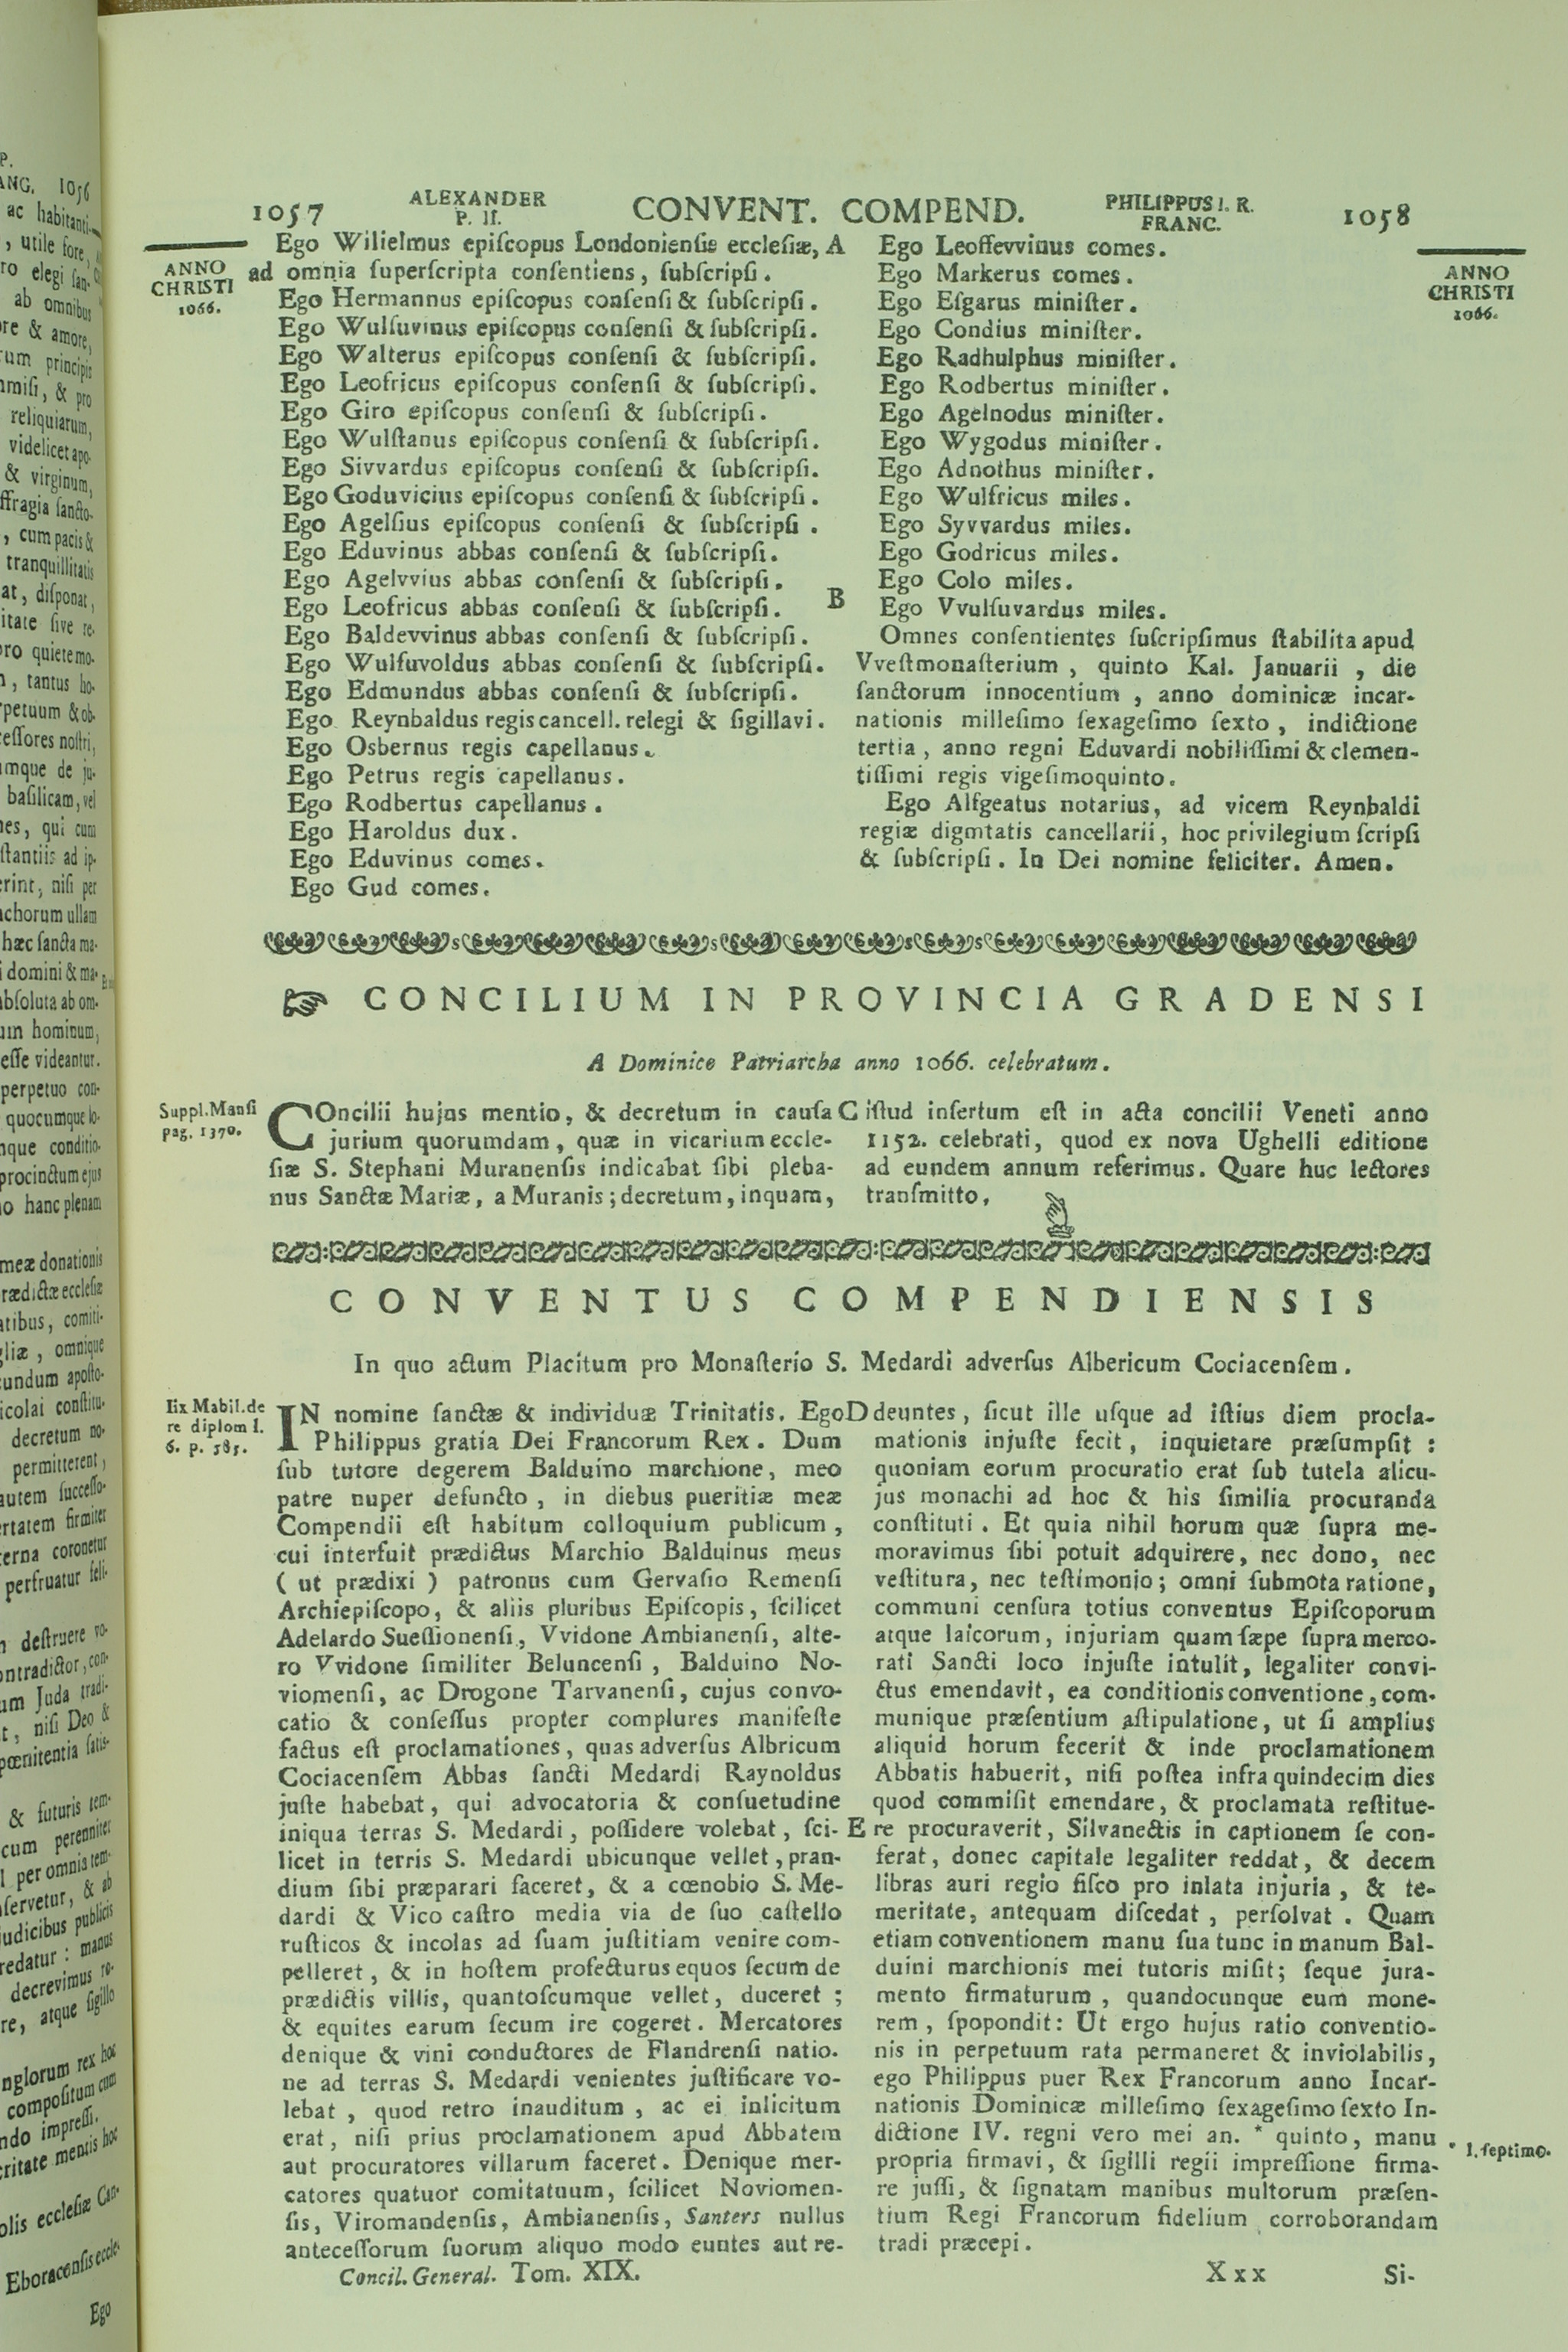 1057
ALEXANDER
P. II.
CONVENT. COMPEND.
PHILIPPUS I. R.
FRANC.
1058
ANNO
CHRISTI
1066.
Ego Wilielmus epiſcopus Londonienſis eccleſiæ, A
ad omnia ſuperſcripta conſentiens, ſubſcripſi.
Ego Hermannus epiſcopus conſenſi & ſubſcripſi.
Ego Wulſuvinus epiſcopus conſenſi & ſubſcripſi.
Ego Walterus epiſcopus conſenſi & ſubſcripſi.
Ego Leofricus epiſcopus conſenſi & ſubſcripſi.
Ego Giro epiſcopus conſenſi & ſubſcripſi.
Ego Wulſtanus epiſcopus conſenſi & ſubſcripſi.
Ego Sivvardus epiſcopus conſenſi & ſubſcripſi.
Ego Goduvicius epiſcopus conſenſi & ſubſcripſi.
Ego Agelſius epiſcopus conſenſi & ſubſcripſi.
Ego Eduvinus abbas conſenſi & ſubſcripſi.
Ego Agelvvius abbas conſenſi & ſubſcripſi.
Ego Leofricus abbas conſenſi & ſubſcripſi.
B
Ego Baldevvinus abbas conſenſi & ſubſcripſi.
Ego Wulfuvoldus abbas conſenſi & ſubſcripſi.
Ego Edmundus abbas conſenſi & ſubſcripſi.
Ego Reynbaldus regis cancell. relegi & ſigillavi.
Ego Osbernus regis capellanus.
Ego Petrus regis capellanus.
Ego Rodbertus capellanus.
Ego Haroldus dux.
Ego Eduvinus comes.
Ego Gud comes.
Ego Leoffevvinus comes.
Ego Markerus comes.
Ego Eſgarus miniſter.
Ego Condius miniſter.
Ego Radhulphus miniſter.
Ego Rodbertus miniſter.
Ego Agelnodus miniſter.
Ego Wygodus miniſter.
Ego Adnothus miniſter.
Ego Wulfricus miles.
Ego Syvvardus miles.
Ego Godricus miles.
Ego Colo miles.
Ego Vvulſuvardus miles.
Omnes conſentientes ſuſcripſimus ſtabilita apud
Vveſtmonaſterium, quinto Kal. Januarii, die
ſanctorum innocentium, anno dominicæ incar-
nationis milleſimo ſexageſimo ſexto, indictione
tertia, anno regni Eduvardi nobiliſſimi & clemen-
tiſſimi regis vigeſimoquinto.
Ego Alfgeatus notarius, ad vicem Reynbaldi
regiæ digmtatis cancellarii, hoc privilegium ſcripſi
& ſubſcripſi. In Dei nomine feliciter. Amen.
ANNO
CHRISTI
1066.
☞ CONCILIUM IN PROVINCIA GRADENSI
A Dominico Patriarcha anno 1066. celebratum.
Suppl. Manſi
pag. 1370.
COncilii hujus mentio, & decretum in cauſa C
jurium quorumdam, quæ in vicarium eccle-
ſiæ S. Stephani Muranenſis indicabat ſibi pleba-
nus Sanctæ Mariæ, a Muranis; decretum, inquam,
iſtud inſertum eſt in acta concilii Veneti anno
1152. celebrati, quod ex nova Ughelli editione
ad eundem annum referimus. Quare huc lectores
tranſmitto,
CONVENTUS COMPENDIENSIS
In quo actum Placitum pro Monaſterio S. Medardi adverſus Albericum Cociacenſem.
Iix Mabil. de
re diplom l.
6. p. 585.
IN nomine ſanctæ & individuæ Trinitatis. Ego D
Philippus gratia Dei Francorum Rex. Dum
ſub tutore degerem Balduino marchione, meo
patre nuper defuncto, in diebus pueritiæ meæ
Compendii eſt habitum colloquium publicum,
cui interfuit prædictus Marchio Balduinus meus
( ut prædixi ) patronus cum Gervaſio Remenſi
Archiepiſcopo, & aliis pluribus Epiſcopis, ſcilicet
Adelardo Sueſſionenſi, Vvidone Ambianenſi, alte-
ro Vvidone ſimiliter Beluncenſi, Balduino No-
viomenſi, ac Drogone Tarvanenſi, cujus convo-
catio & conſeſſus propter complures manifeſte
factus eſt proclamationes, quas adverſus Albricum
Cociacenſem Abbas ſancti Medardi Raynoldus
juſte habebat, qui advocatoria & conſuetudine
iniqua terras S. Medardi, poſſidere volebat, ſci- E
licet in terris S. Medardi ubicunque vellet, pran-
dium ſibi præparari faceret, & a cœnobio S. Me-
dardi & Vico caſtro media via de ſuo caſtello
ruſticos & incolas ad ſuam juſtitiam venire com-
pelleret, & in hoſtem profecturus equos ſecum de
prædictis villis, quantoſcumque vellet, duceret;
& equites earum ſecum ire cogeret. Mercatores
denique & vini conductores de Flandrenſi natio.
ne ad terras S. Medardi venientes juſtificare vo-
lebat, quod retro inauditum, ac ei inlicitum
erat, niſi prius proclamationem apud Abbatem
aut procuratores villarum faceret. Denique mer-
catores quatuor comitatuum, ſcilicet Noviomen-
ſis, Viromandenſis, Ambianenſis, Santers nullus
anteceſſorum ſuorum aliquo modo euntes aut re-
deuntes, ſicut ille uſque ad iſtius diem procla-
mationis injuſte fecit, inquietare præſumpſit:
quoniam eorum procuratio erat ſub tutela alicu-
jus monachi ad hoc & his ſimilia procuranda
conſtituti. Et quia nihil horum quæ ſupra me-
moravimus ſibi potuit adquirere, nec dono, nec
veſtitura, nec teſtimonio; omni ſubmota ratione,
communi cenſura totius conventus Epiſcoporum
atque laicorum, injuriam quam ſæpe ſupra memo-
rati Sancti loco injuſte intulit, legaliter convi-
ctus emendavit, ea conditionis conventione, com-
munique præſentium aſtipulatione, ut ſi amplius
aliquid horum fecerit & inde proclamationem
Abbatis habuerit, niſi poſtea infra quindecim dies
quod commiſit emendare, & proclamata reſtitue-
re procuraverit, Silvanectis in captionem ſe con-
ferat, donec capitale legaliter reddat, & decem
libras auri regio fiſco pro inlata injuria, & te-
meritate, antequam diſcedat, perſolvat. Quam
etiam conventionem manu ſua tunc in manum Bal-
duini marchionis mei tutoris miſit; ſeque jura-
mento firmaturum, quandocunque eum mone-
rem, ſpopondit: Ut ergo hujus ratio conventio-
nis in perpetuum rata permaneret & inviolabilis,
ego Philippus puer Rex Francorum anno Incar-
nationis Dominicæ milleſimo ſexageſimo ſexto In-
dictione IV. regni vero mei an. * quinto, manu
propria firmavi, & ſigilli regii impreſſione firma-
re juſſi, & ſignatam manibus multorum præſen-
tium Regi Francorum fidelium corroborandam
tradi præcepi.
* l. ſeptimo.
Concil. General. Tom. XIX.
Xxx
Si-